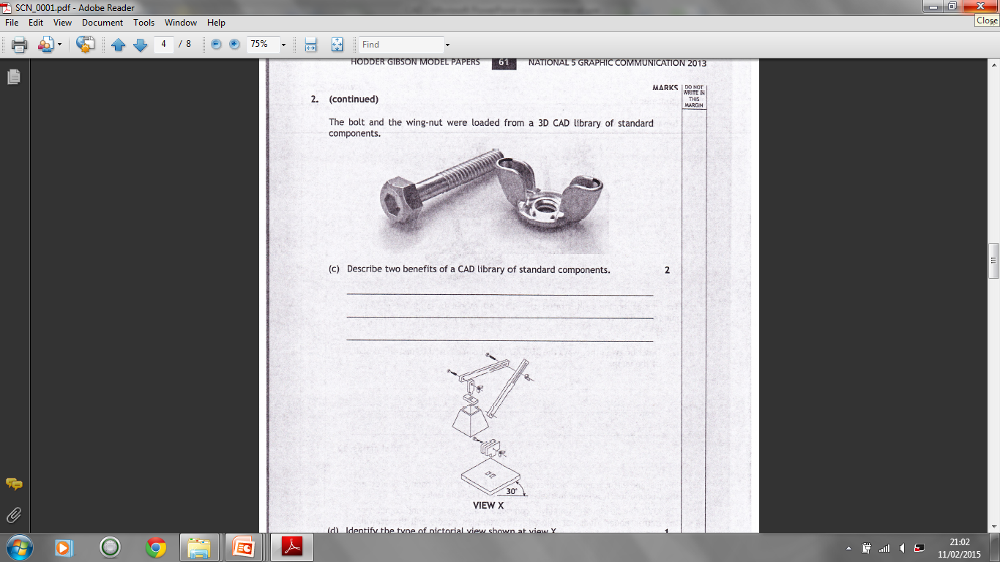 SCN_0001.pdf - Adobe Reader
Close
File Edit View Document Tools Window Help
4 / 8 75% Find
HODDER GIBSON MODEL PAPERS 61 NATIONAL 5 GRAPHIC COMMUNICATION 2013
MARKS
DO NOT
WRITE IN
THIS
MARGIN
2. (continued)
The bolt and the wing-nut were loaded from a 3D CAD library of standard
components.
(c) Describe two benefits of a CAD library of standard components. 2
30°
VIEW X
(d) Identify the type of pictorial view shown at view X 1
21:02
11/02/2015